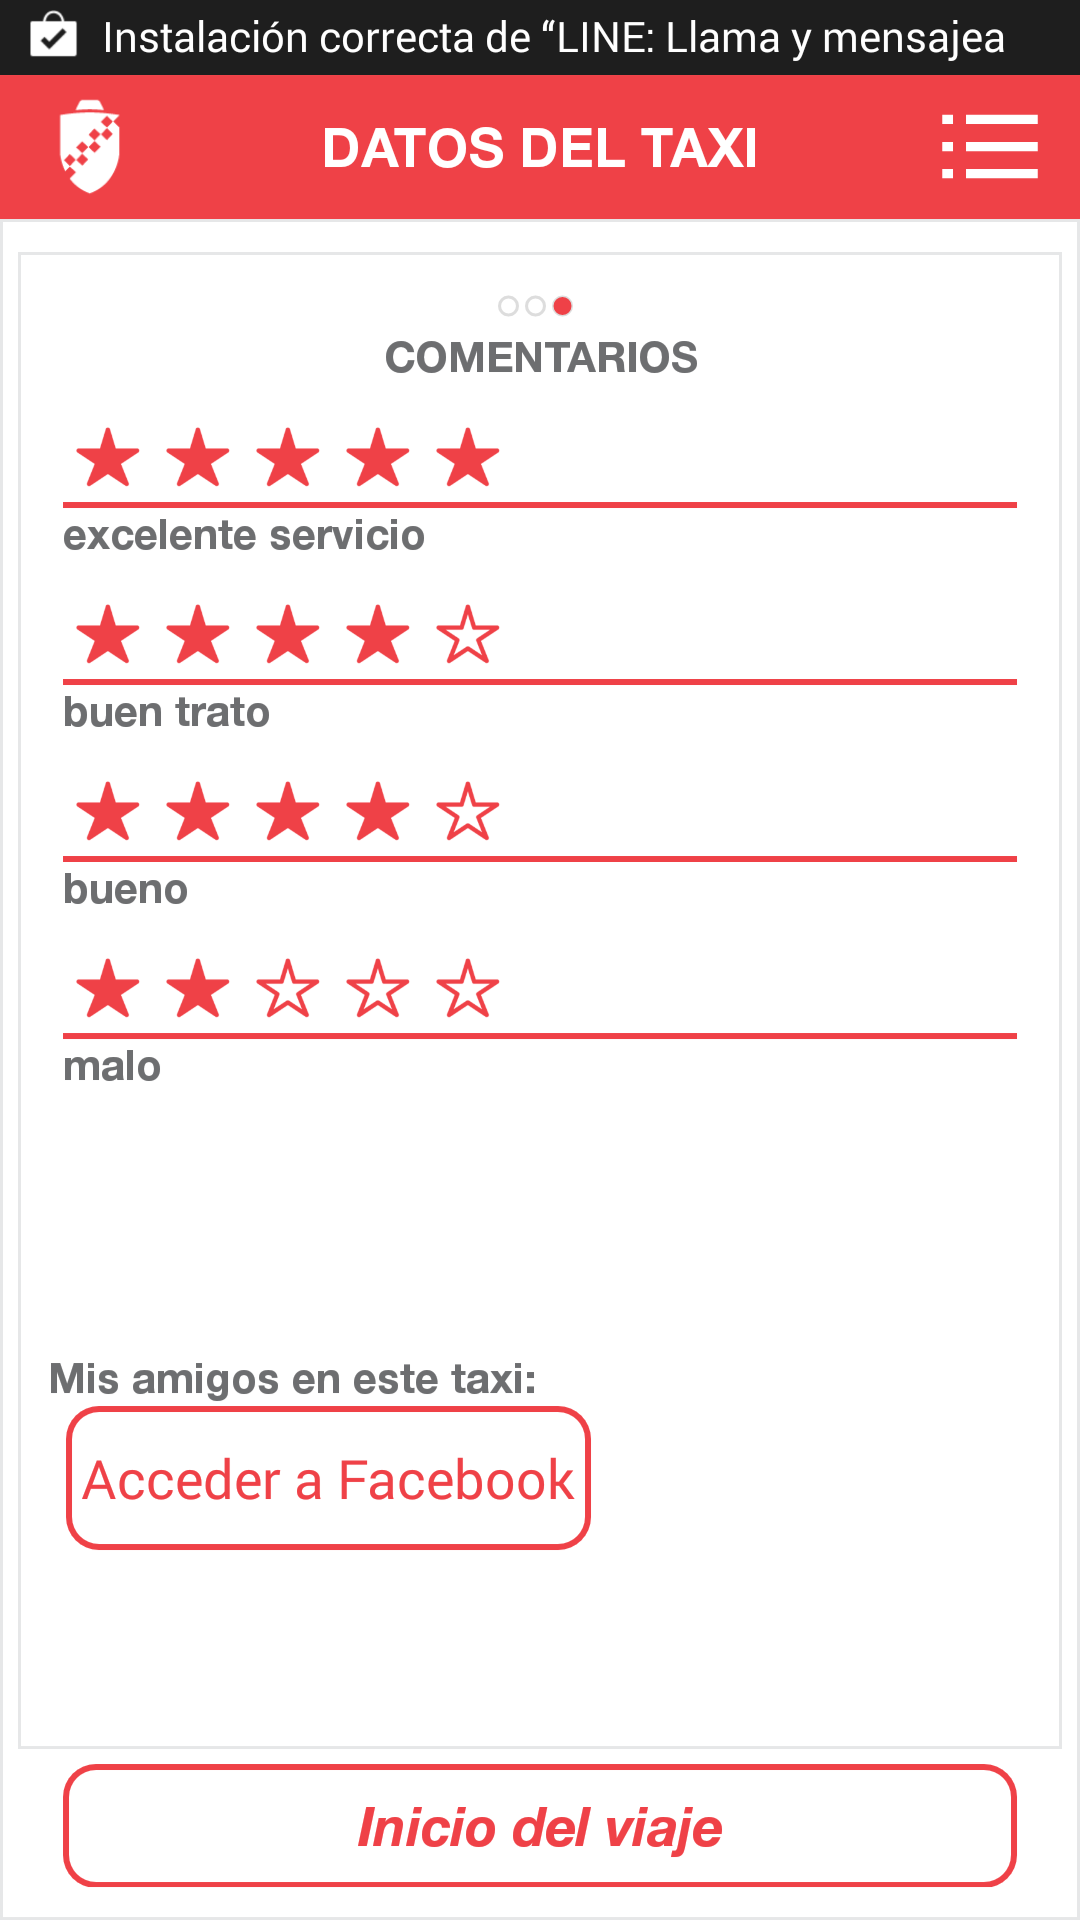 Instalación correcta de “LINE: Llama y mensajea
DATOS DEL TAXI
COMENTARIOS
excelente servicio
buen trato
bueno
malo
Mis amigos en este taxi:
Acceder a Facebook
Inicio del viaje